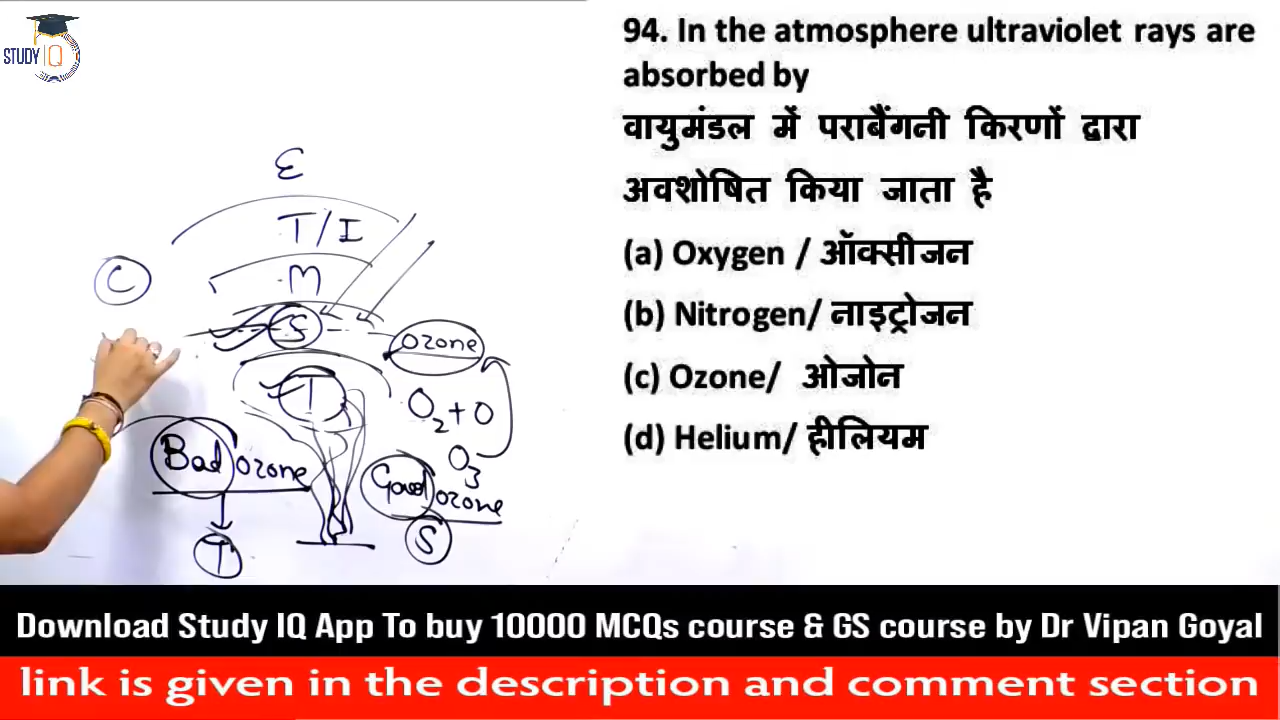 STUDY IQ
94. In the atmosphere ultraviolet rays are
absorbed by
वायुमंडल में पराबैंगनी किरणों द्वारा
अवशोषित किया जाता है
(a) Oxygen / ऑक्सीजन
(b) Nitrogen/ नाइट्रोजन
(c) Ozone/ ओजोन
(d) Helium/ हीलियम
E
T/I
M
C
S
ozone
T
O2+O
O3
Bad ozone
Good ozone
T
S
Download Study IQ App To buy 10000 MCQs course & GS course by Dr Vipan Goyal
link is given in the description and comment section